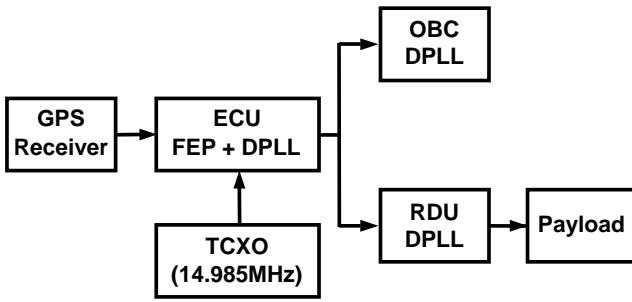 OBC
DPLL
GPS
Receiver
ECU
FEP + DPLL
RDU
DPLL
Payload
TCXO
(14.985MHz)